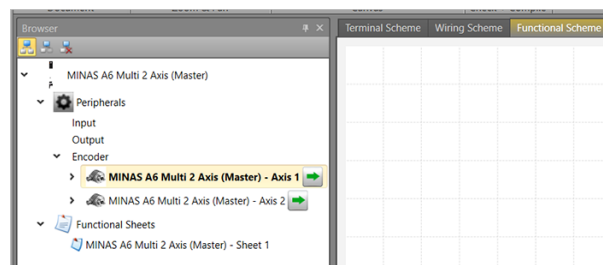 Browser
Terminal Scheme Wiring Scheme Functional Scheme
MINAS A6 Multi 2 Axis (Master)
Peripherals
Input
Output
Encoder
MINAS A6 Multi 2 Axis (Master) - Axis 1
MINAS A6 Multi 2 Axis (Master) - Axis 2
Functional Sheets
MINAS A6 Multi 2 Axis (Master) - Sheet 1